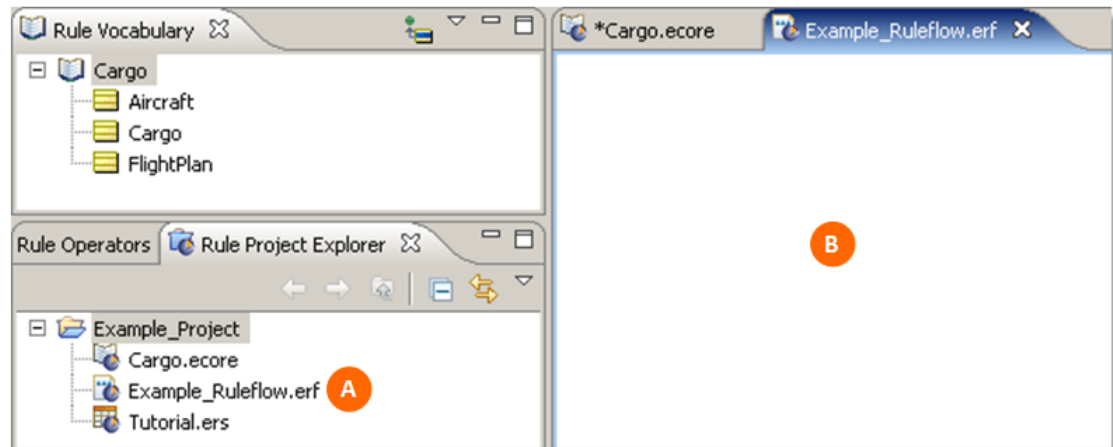 Rule Vocabulary
Cargo
Aircraft
Cargo
FlightPlan
Rule Operators Rule Project Explorer
Example_Project
Cargo.ecore
Example_Ruleflow.erf A
Tutorial.ers
*Cargo.ecore Example_Ruleflow.erf
B